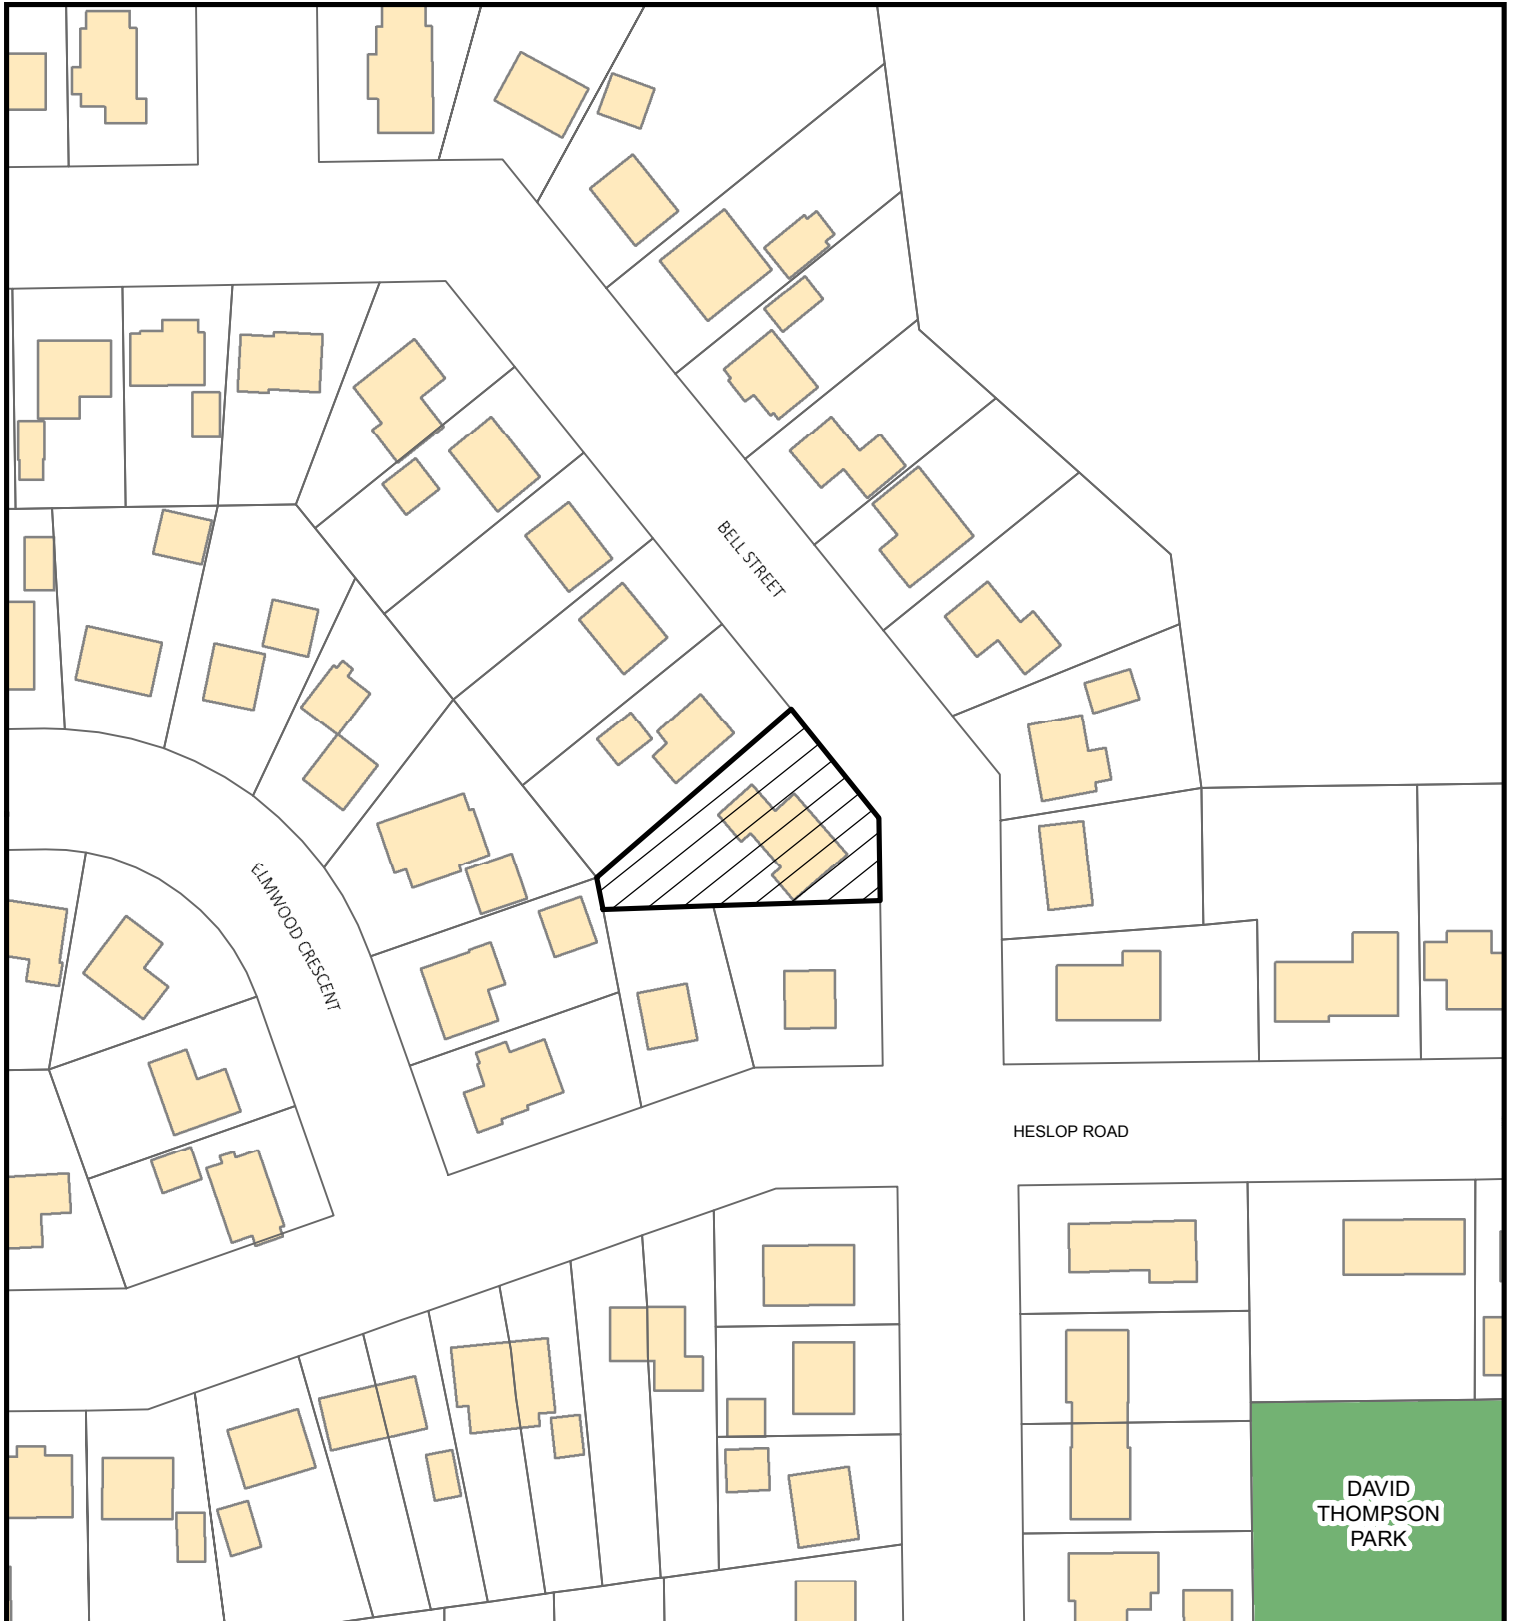 BELL STREET
ELMWOOD CRESCENT
HESLOP ROAD
DAVID
THOMPSON
PARK